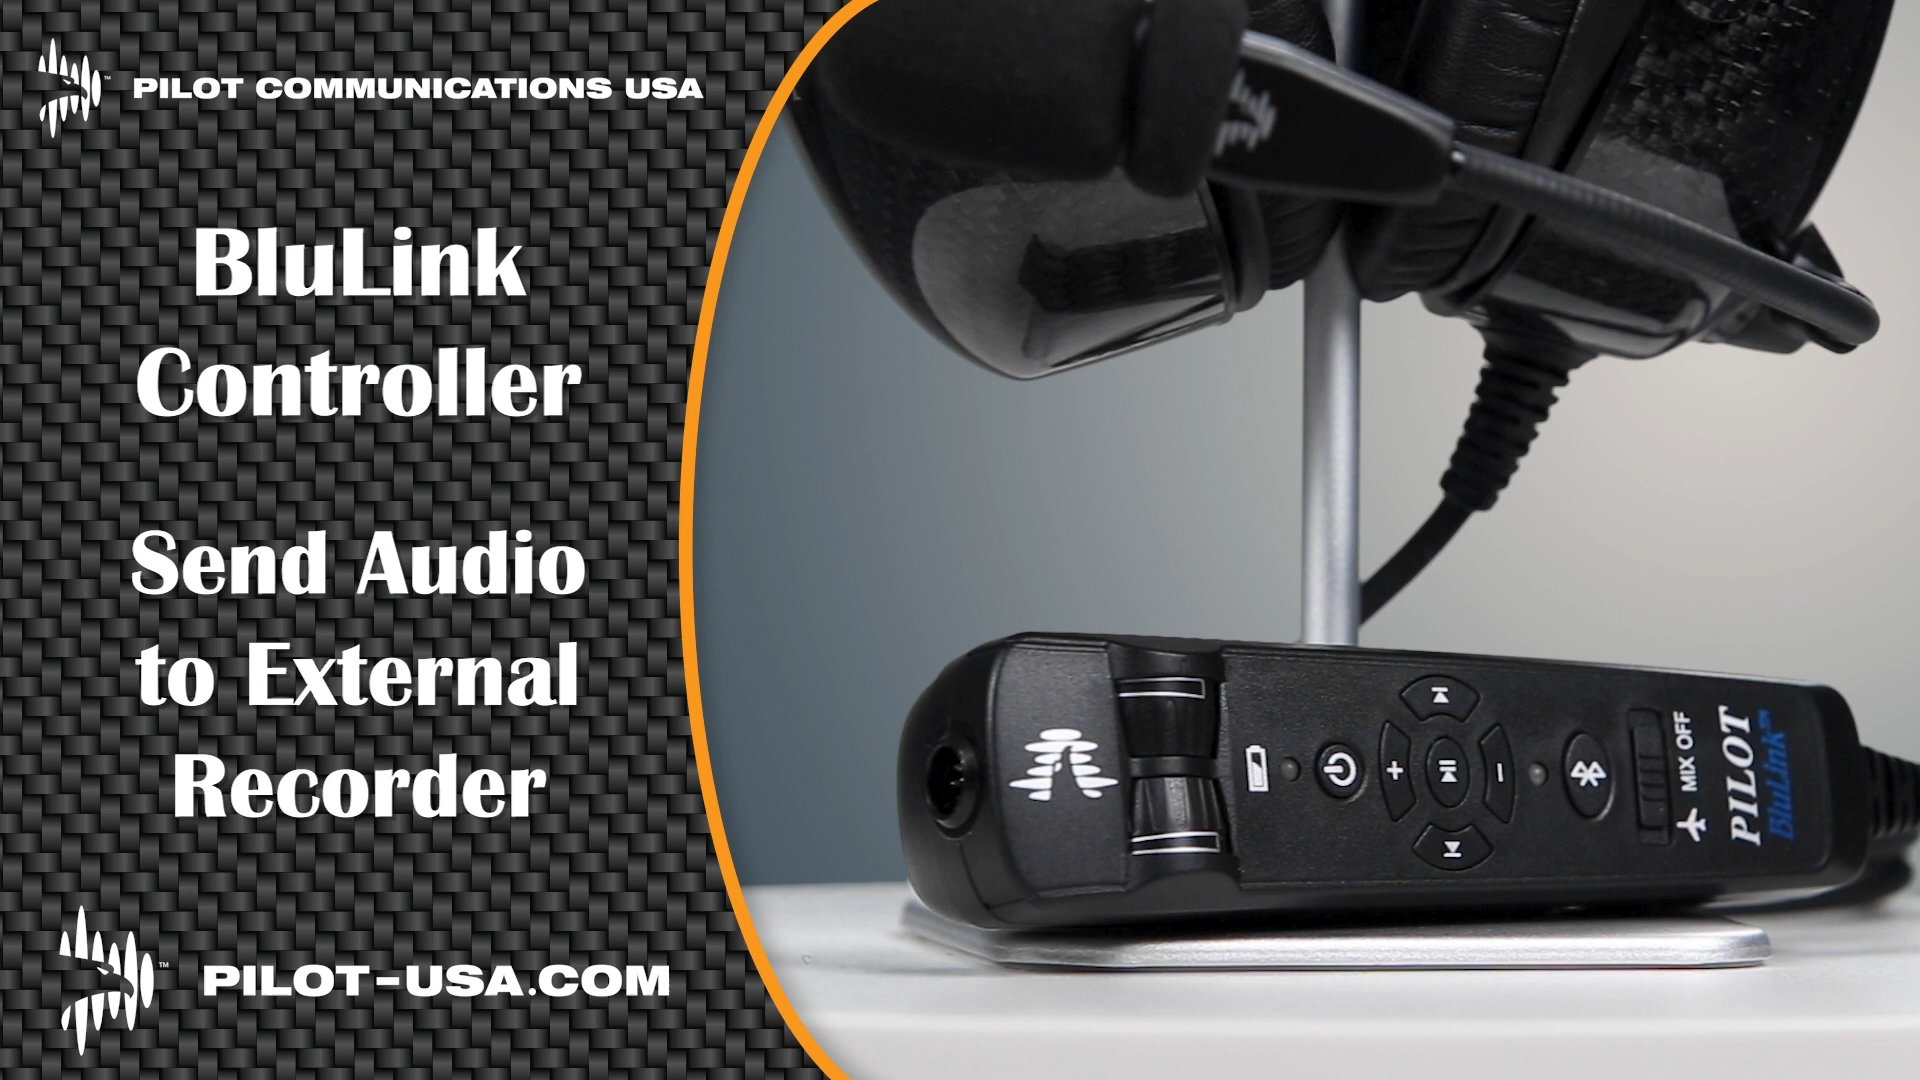 PILOT COMMUNICATIONS USA
BluLink
Controller
Send Audio
to External
Recorder
PILOT-USA.COM
MIX OFF
PILOT
BluLink